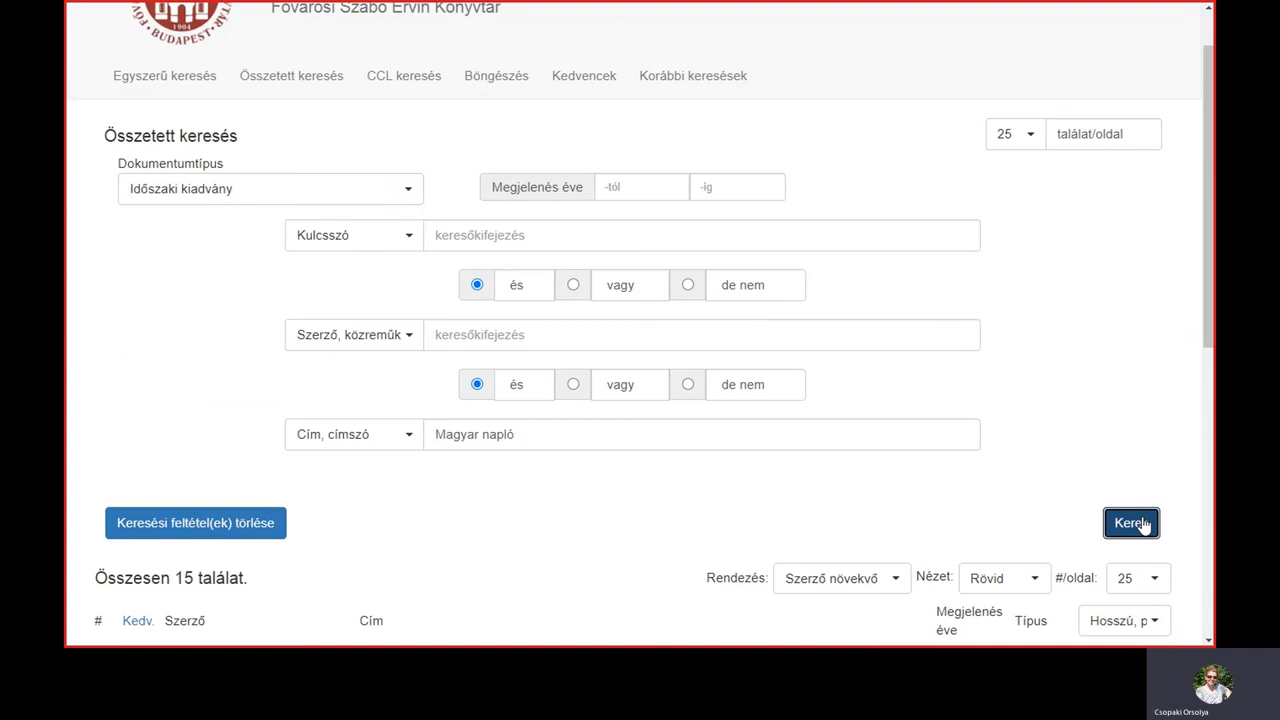 Fővárosi Szabó Ervin Könyvtár
1904
BUDAPEST
Egyszerű keresés Összetett keresés CCL keresés Böngészés Kedvencek Korábbi keresések
Összetett keresés
25 találat/oldal
Dokumentumtípus
Időszaki kiadvány
Megjelenés éve -tól -ig
Kulcsszó keresőkifejezés
és vagy de nem
Szerző, közreműk keresőkifejezés
és vagy de nem
Cím, címszó Magyar napló
Keresési feltétel(ek) törlése
Összesen 15 találat.
Rendezés: Szerző növekvő Nézet: Rövid #/oldal: 25
# Kedv. Szerző Cím Megjelenés éve Típus Hosszú, p
Csopaki Orsolya